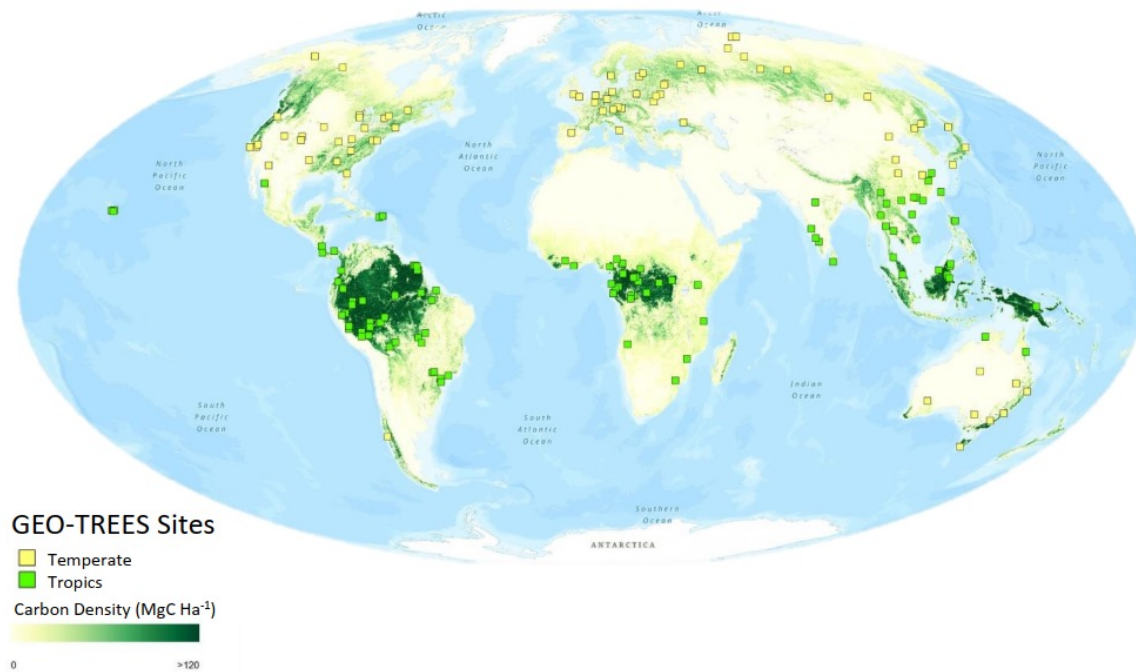 Arctic
Ocean
Arctic
Ocean
North
Pacific
Ocean
North
Atlantic
Ocean
North
Pacific
Ocean
South
Pacific
Ocean
South
Atlantic
Ocean
Indian
Ocean
Southern
Ocean
ANTARCTICA
GEO-TREES Sites
Temperate
Tropics
Carbon Density (MgC Ha⁻¹)
0 >120